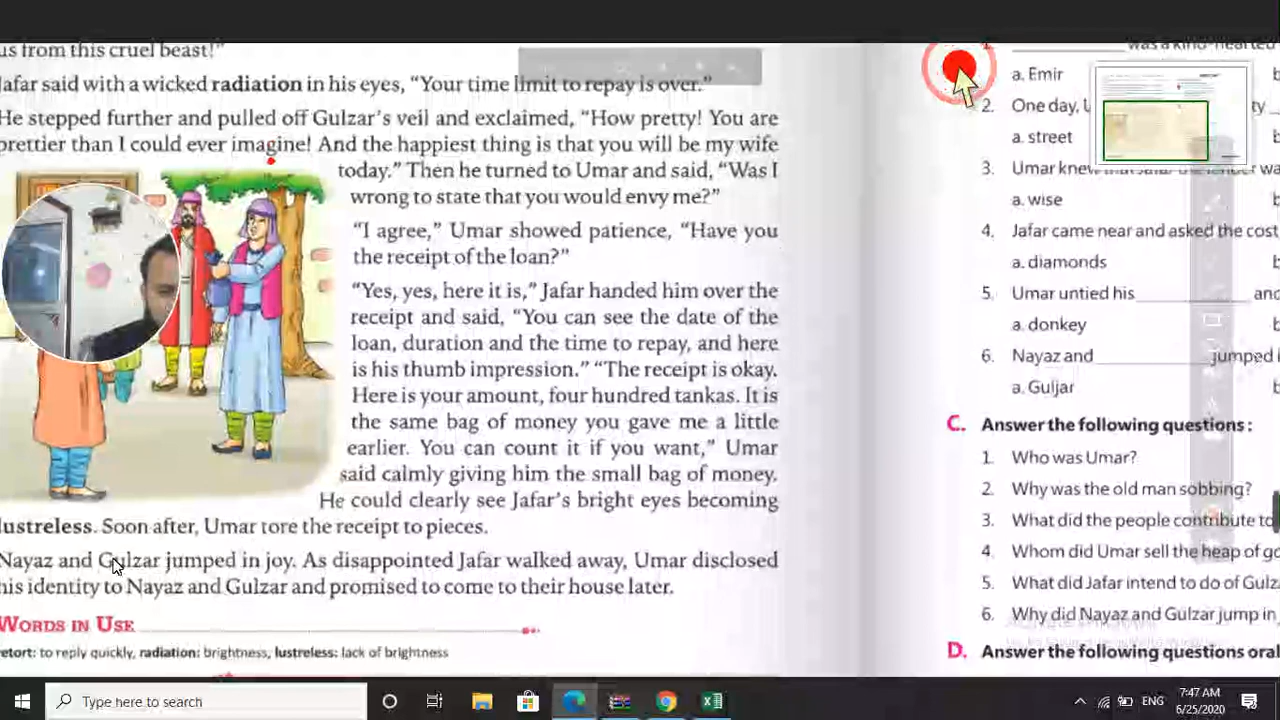 us from this cruel beast!"
Jafar said with a wicked radiation in his eyes, "Your time limit to repay is over."
He stepped further and pulled off Gulzar's veil and exclaimed, "How pretty! You are
prettier than I could ever imagine! And the happiest thing is that you will be my wife
today." Then he turned to Umar and said, "Was I
wrong to state that you would envy me?"
"I agree," Umar showed patience, "Have you
the receipt of the loan?"
"Yes, yes, here it is," Jafar handed him over the
receipt and said, "You can see the date of the
loan, duration and the time to repay, and here
is his thumb impression." "The receipt is okay.
Here is your amount, four hundred tankas. It is
the same bag of money you gave me a little
earlier. You can count it if you want," Umar
said calmly giving him the small bag of money.
He could clearly see Jafar's bright eyes becoming
lustreless. Soon after, Umar tore the receipt to pieces.
Nayaz and Gulzar jumped in joy. As disappointed Jafar walked away, Umar disclosed
his identity to Nayaz and Gulzar and promised to come to their house later.
WORDS IN USE
etort: to reply quickly, radiation: brightness, lustreless: lack of brightness
1. ____________ was a kind-hearted
a. Emir
2. One day, U ty
a. street b
3. Umar knew that Jafar the lender wa
a. wise b
4. Jafar came near and asked the cost
a. diamonds b
5. Umar untied his ____________ and
a. donkey b
6. Nayaz and ____________ jumped i
a. Guljar b
C. Answer the following questions :
1. Who was Umar?
2. Why was the old man sobbing?
3. What did the people contribute to
4. Whom did Umar sell the heap of go
5. What did Jafar intend to do of Gulz
6. Why did Nayaz and Gulzar jump in
D. Answer the following questions oral
Type here to search
ENG
7:47 AM
6/25/2020